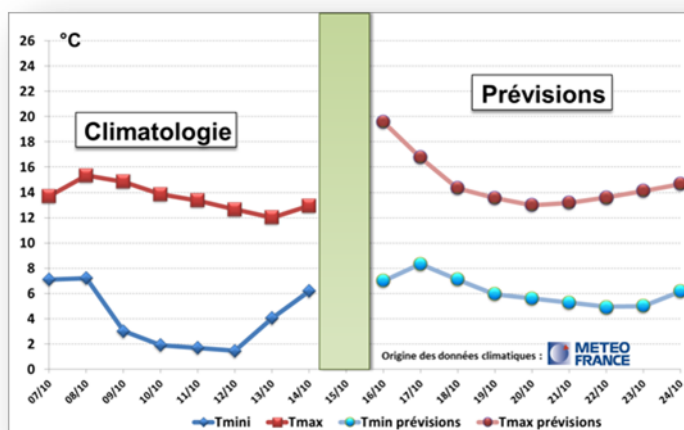 °C
26
24
22
20
18
16
14
12
10
8
6
4
2
0
Climatologie
Prévisions
Origine des données climatiques :
METEO
FRANCE
07/10 08/10 09/10 10/10 11/10 12/10 13/10 14/10 15/10 16/10 17/10 18/10 19/10 20/10 21/10 22/10 23/10 24/10
Tmini Tmax Tmin prévisions Tmax prévisions